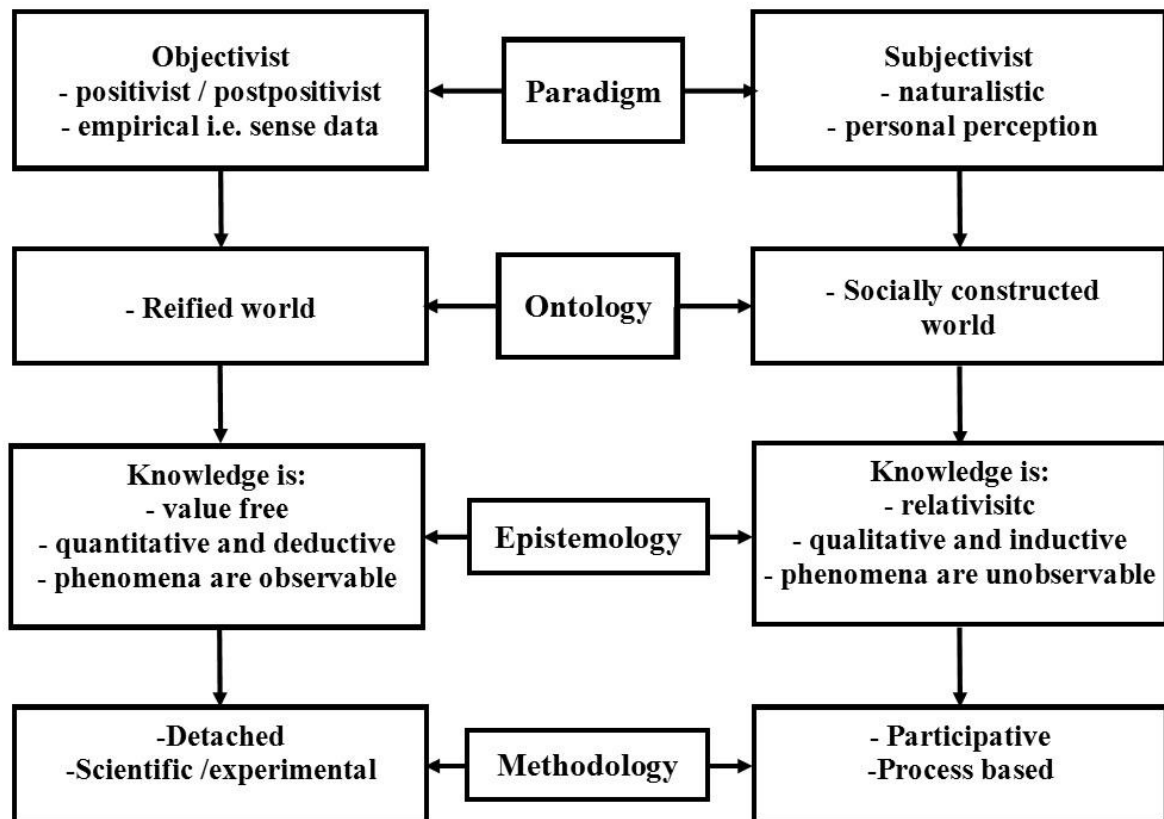 Objectivist
- positivist / postpositivist
- empirical i.e. sense data
Paradigm
Subjectivist
- naturalistic
- personal perception
- Reified world
Ontology
- Socially constructed
world
Knowledge is:
- value free
- quantitative and deductive
- phenomena are observable
Epistemology
Knowledge is:
- relativisitc
- qualitative and inductive
- phenomena are unobservable
-Detached
-Scientific /experimental
Methodology
- Participative
-Process based